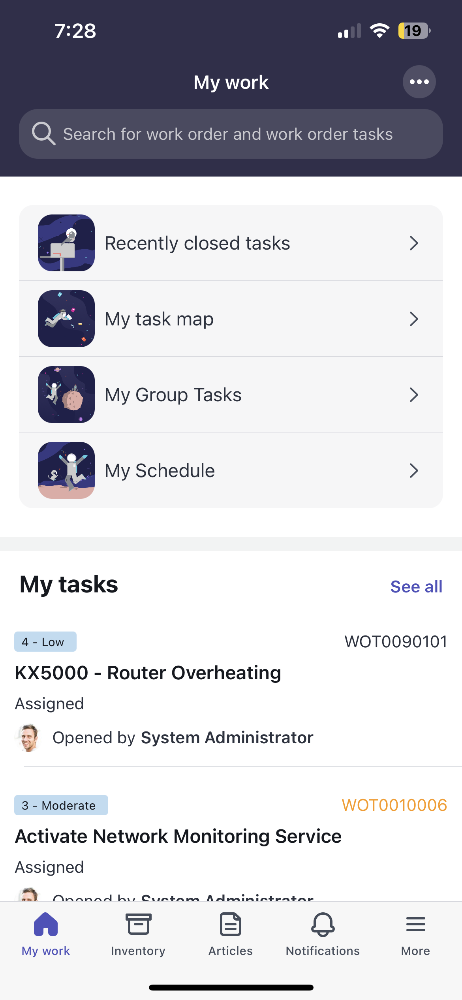 7:28
19
My work
Search for work order and work order tasks
Recently closed tasks
My task map
My Group Tasks
My Schedule
My tasks
See all
4 - Low
WOT0090101
KX5000 - Router Overheating
Assigned
Opened by System Administrator
3 - Moderate
WOT0010006
Activate Network Monitoring Service
Assigned
Opened by System Administrator
My work
Inventory
Articles
Notifications
More